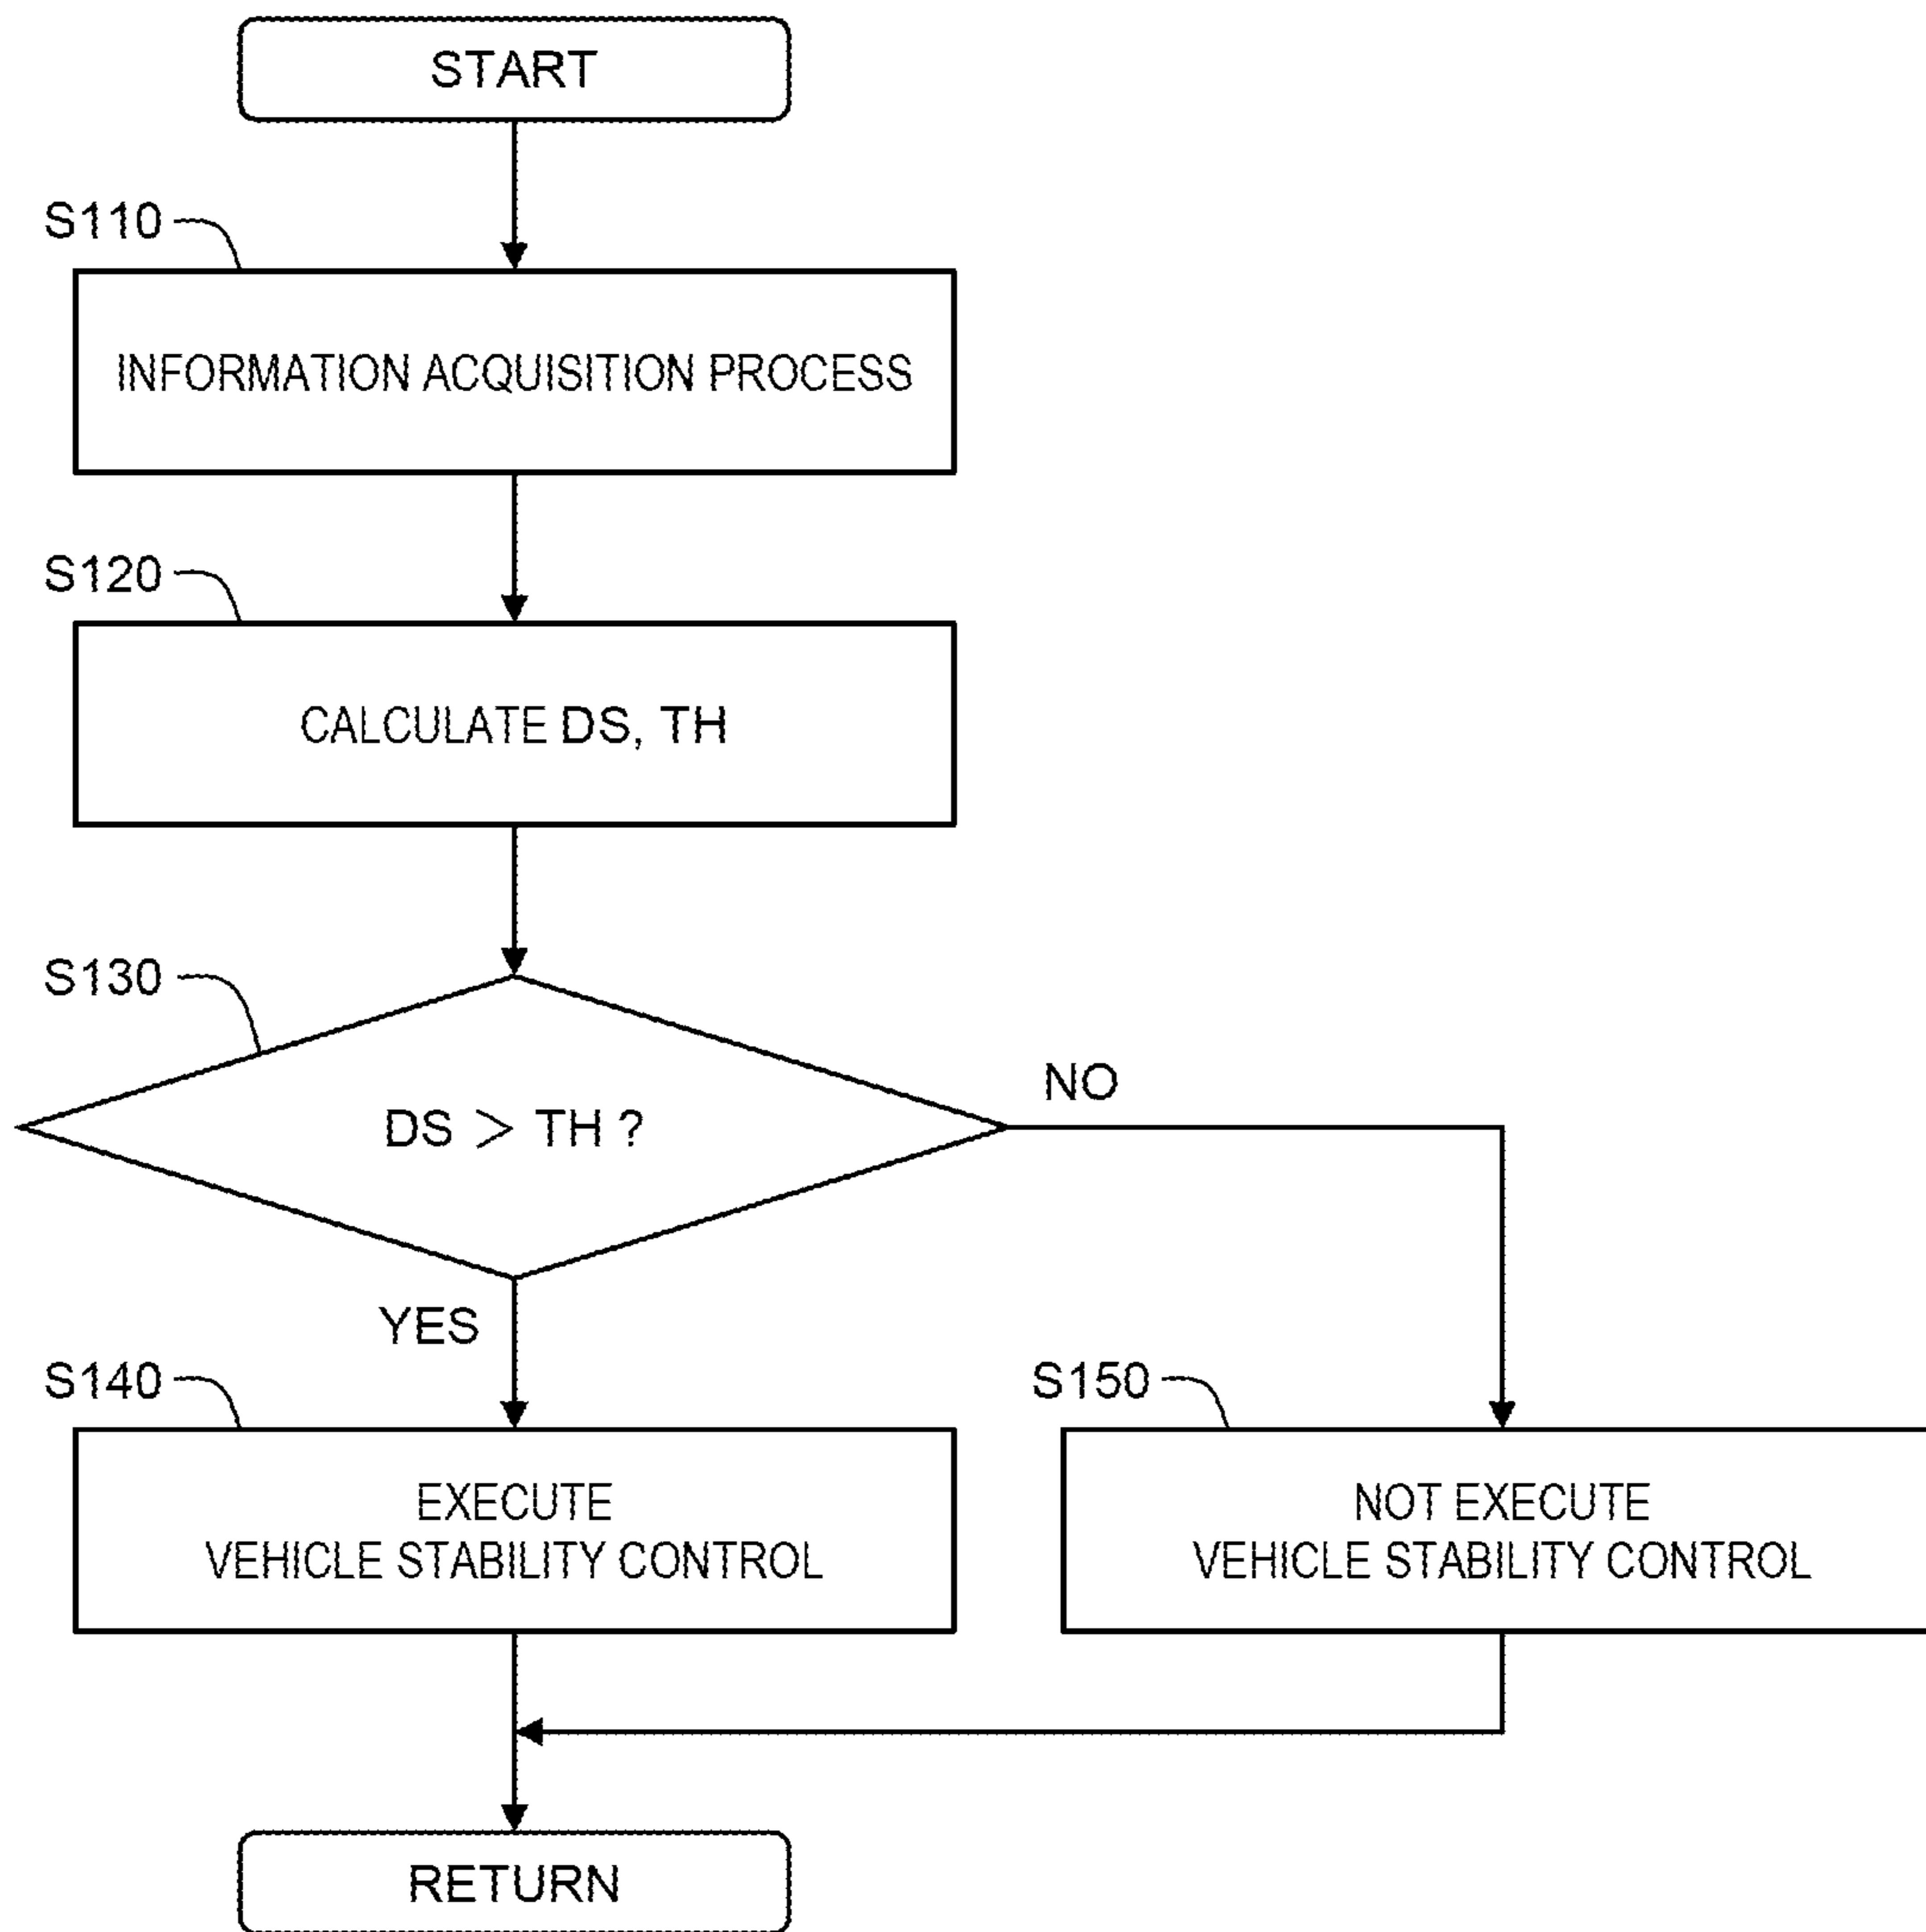 START
S110
INFORMATION ACQUISITION PROCESS
S120
CALCULATE DS, TH
S130
DS > TH ?
NO
YES
S140
EXECUTE
VEHICLE STABILITY CONTROL
S150
NOT EXECUTE
VEHICLE STABILITY CONTROL
RETURN